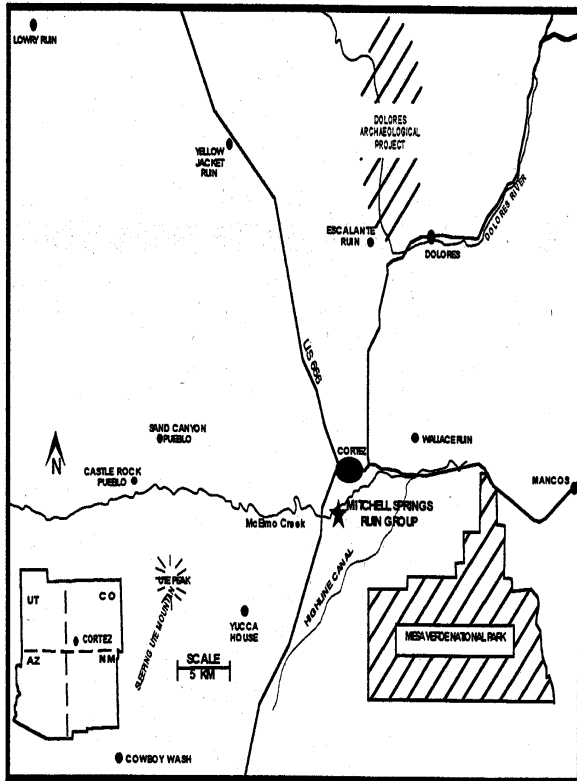 LOWRY RUIN
DOLORES
ARCHAEOLOGICAL
PROJECT
YELLOW
JACKET
RUIN
DOLORES RIVER
ESCALANTE
RUIN
DOLORES
U.S 666
SAND CANYON
PUEBLO
CORTEZ
WALLACE RUIN
N
CASTLE ROCK
PUEBLO
MANCOS
McElmo Creek
MITCHELL SPRINGS
RUIN GROUP
HIGHLINE CANAL
UTE PEAK
SLEEPING UTE MOUNTAIN
UT
CO
CORTEZ
AZ
NM
YUCCA
HOUSE
MESA VERDE NATIONAL PARK
SCALE
5 KM
COWBOY WASH